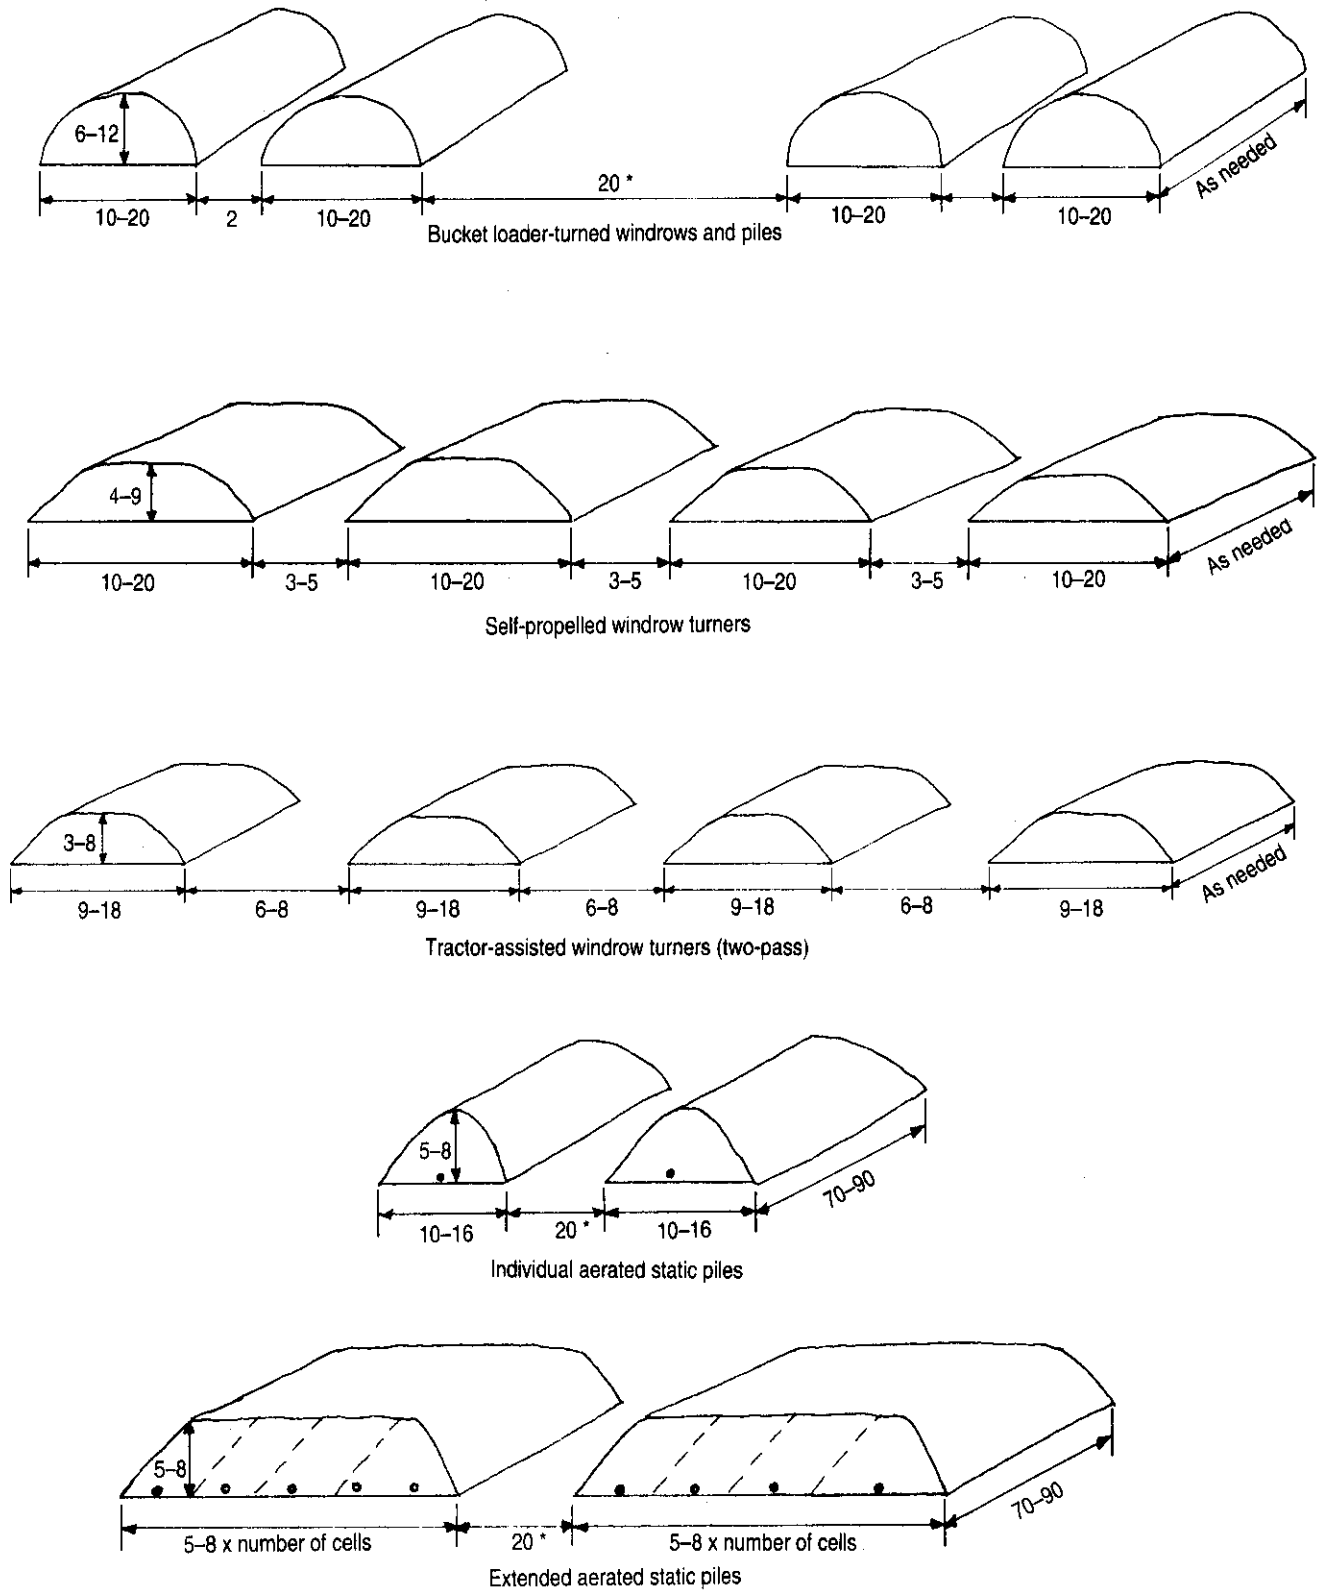 6–12
As needed
20 *
10–20 2 10–20 10–20 10–20
Bucket loader-turned windrows and piles
4–9
As needed
10–20 3–5 10–20 3–5 10–20 3–5 10–20
Self-propelled windrow turners
3–8
As needed
9–18 6–8 9–18 6–8 9–18 6–8 9–18
Tractor-assisted windrow turners (two-pass)
5–8
70–90
10–16 20 * 10–16
Individual aerated static piles
5–8
70–90
5–8 x number of cells 20 * 5–8 x number of cells
Extended aerated static piles